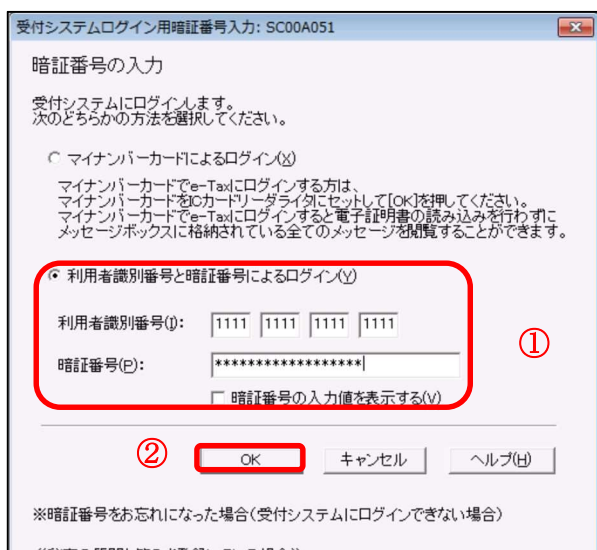 受付システムログイン用暗証番号入力: SC00A051
暗証番号の入力
受付システムにログインします。
次のどちらかの方法を選択してください。
マイナンバーカードによるログイン(X)
マイナンバーカードでe-Taxにログインする方は、
マイナンバーカードをICカードリーダライタにセットして[OK]を押してください。
マイナンバーカードでe-Taxにログインすると電子証明書の読み込みを行わずに
メッセージボックスに格納されている全てのメッセージを閲覧することができます。
利用者識別番号と暗証番号によるログイン(Y)
利用者識別番号(I): 1111 1111 1111 1111
①
暗証番号(P): ******************
暗証番号の入力値を表示する(V)
② OK キャンセル ヘルプ(H)
※暗証番号をお忘れになった場合(受付システムにログインできない場合)